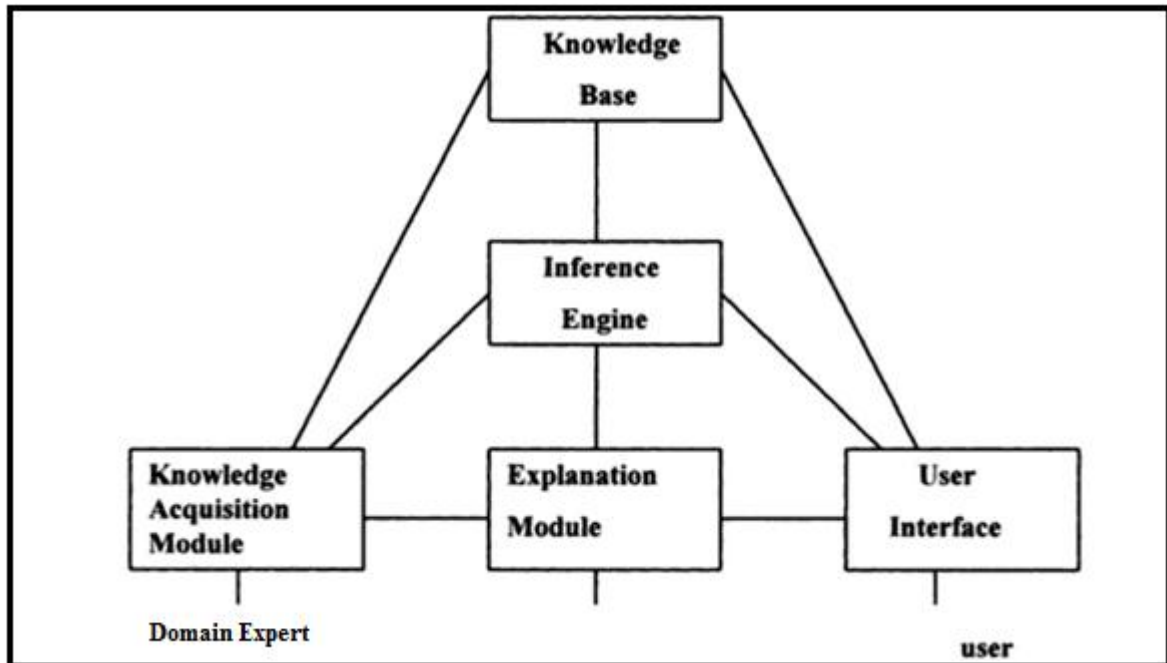 Knowledge
Base
Inference
Engine
Knowledge
Acquisition
Module
Explanation
Module
User
Interface
Domain Expert
user